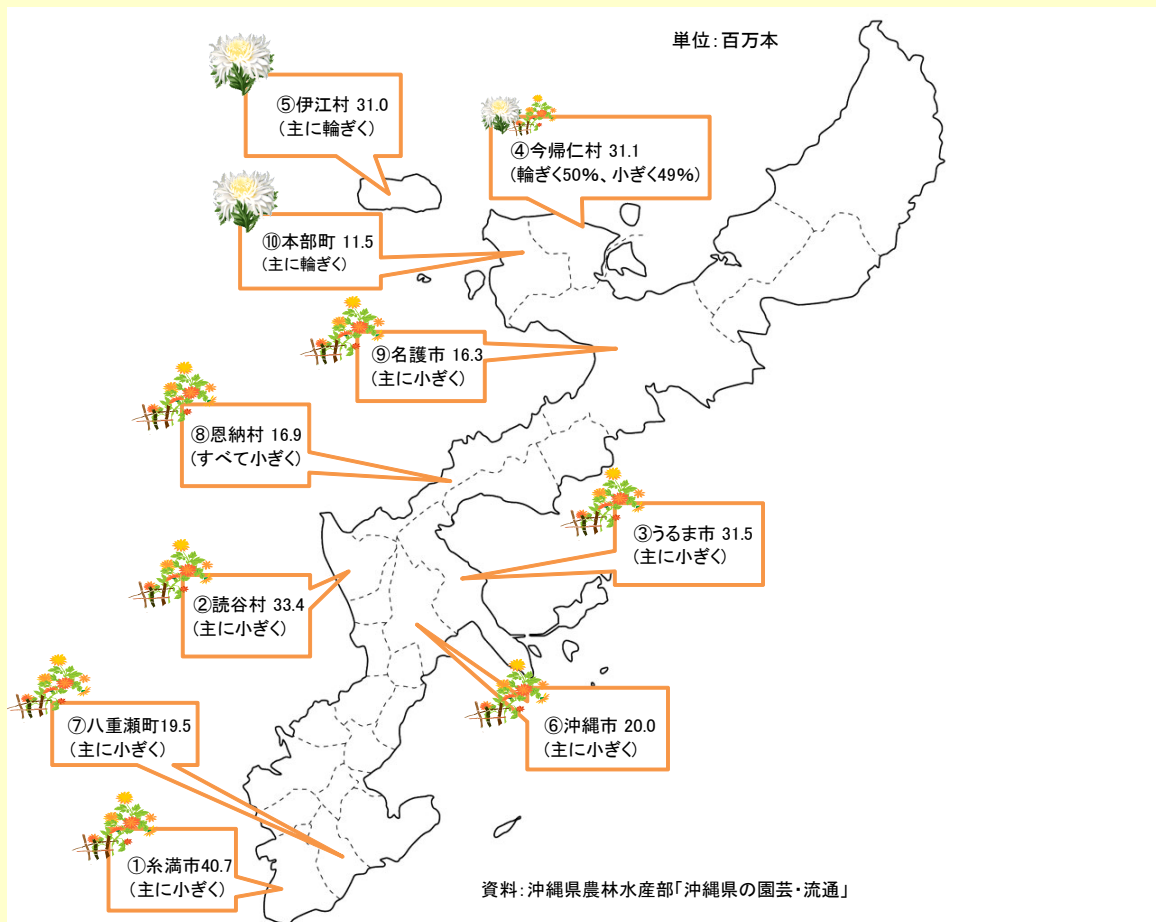 単位：百万本
⑤伊江村 31.0
(主に輪ぎく)
④今帰仁村 31.1
(輪ぎく50%、小ぎく49%)
⑩本部町 11.5
(主に輪ぎく)
⑨名護市 16.3
(主に小ぎく)
⑧恩納村 16.9
(すべて小ぎく)
③うるま市 31.5
(主に小ぎく)
②読谷村 33.4
(主に小ぎく)
⑥沖縄市 20.0
(主に小ぎく)
⑦八重瀬町19.5
(主に小ぎく)
①糸満市40.7
(主に小ぎく)
資料：沖縄県農林水産部「沖縄県の園芸・流通」